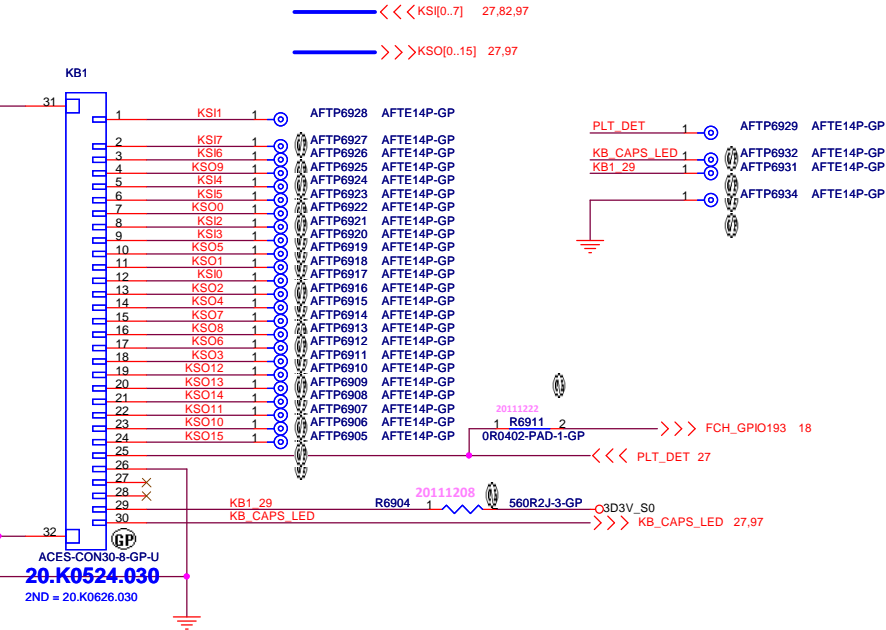 KSI[0..7] 27,82,97
KSO[0..15] 27,97
KB1
31
1 KSI1 1 AFTP6928 AFTE14P-GP
2 KSI7 1 AFTP6927 AFTE14P-GP
3 KSI6 1 AFTP6926 AFTE14P-GP
4 KSO9 1 AFTP6925 AFTE14P-GP
5 KSI4 1 AFTP6924 AFTE14P-GP
6 KSI5 1 AFTP6923 AFTE14P-GP
7 KSO0 1 AFTP6922 AFTE14P-GP
8 KSI2 1 AFTP6921 AFTE14P-GP
9 KSI3 1 AFTP6920 AFTE14P-GP
10 KSO5 1 AFTP6919 AFTE14P-GP
11 KSO1 1 AFTP6918 AFTE14P-GP
12 KSI0 1 AFTP6917 AFTE14P-GP
13 KSO2 1 AFTP6916 AFTE14P-GP
14 KSO4 1 AFTP6915 AFTE14P-GP
15 KSO7 1 AFTP6914 AFTE14P-GP
16 KSO8 1 AFTP6913 AFTE14P-GP
17 KSO6 1 AFTP6912 AFTE14P-GP
18 KSO3 1 AFTP6911 AFTE14P-GP
19 KSO12 1 AFTP6910 AFTE14P-GP
20 KSO13 1 AFTP6909 AFTE14P-GP
21 KSO14 1 AFTP6908 AFTE14P-GP
22 KSO11 1 AFTP6907 AFTE14P-GP
23 KSO10 1 AFTP6906 AFTE14P-GP
24 KSO15 1 AFTP6905 AFTE14P-GP
25
26
27
28
29 KB1_29
30 KB_CAPS_LED
32
GP
ACES-CON30-8-GP-U
20.K0524.030
2ND = 20.K0626.030
PLT_DET 1 AFTP6929 AFTE14P-GP
KB_CAPS_LED 1 AFTP6932 AFTE14P-GP
KB1_29 1 AFTP6931 AFTE14P-GP
1 AFTP6934 AFTE14P-GP
20111222
1 R6911 2
0R0402-PAD-1-GP
FCH_GPIO193 18
PLT_DET 27
20111208
R6904 1 560R2J-3-GP
3D3V_S0
KB_CAPS_LED 27,97